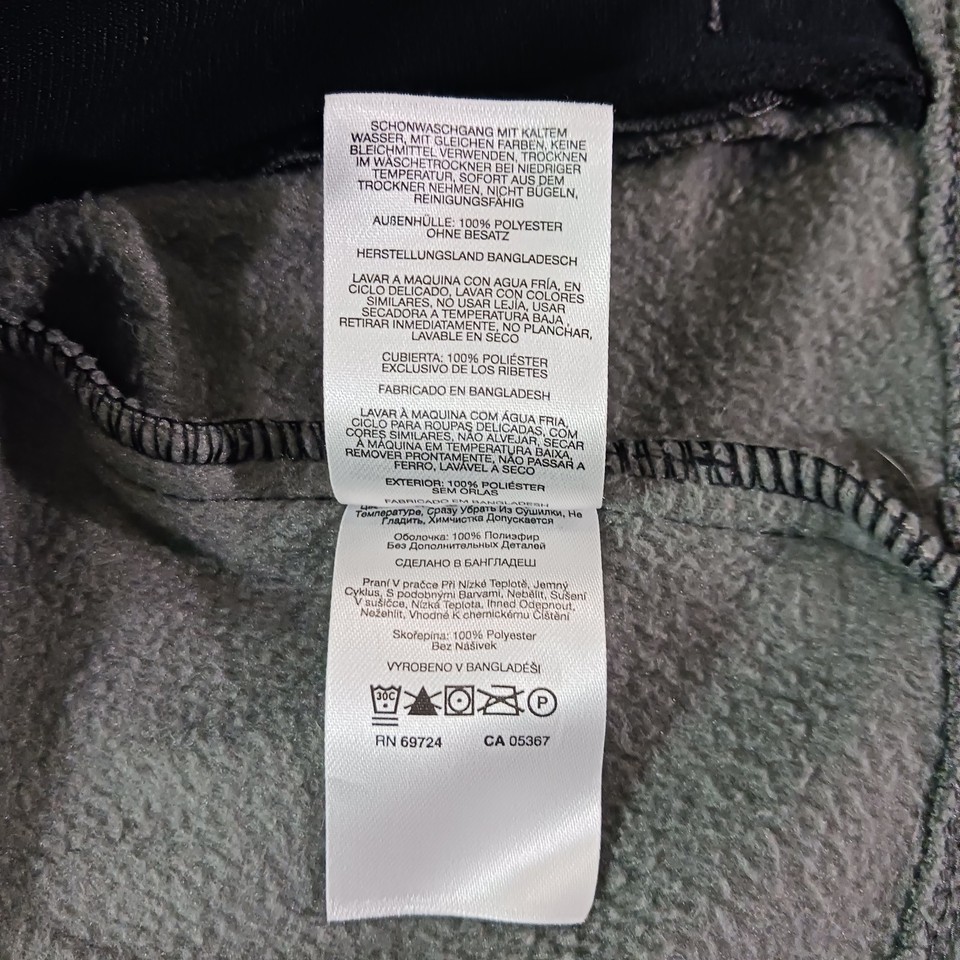 SCHONWASCHGANG MIT KALTEM
WASSER, MIT GLEICHEN FARBEN, KEINE
BLEICHMITTEL VERWENDEN, TROCKNEN
IM WÄSCHETROCKNER BEI NIEDRIGER
TEMPERATUR, SOFORT AUS DEM
TROCKNER NEHMEN, NICHT BÜGELN,
REINIGUNGSFÄHIG
AUßENHÜLLE: 100% POLYESTER
OHNE BESATZ
HERSTELLUNGSLAND BANGLADESCH
LAVAR A MAQUINA CON AGUA FRÍA, EN
CICLO DELICADO, LAVAR CON COLORES
SIMILARES, NO USAR LEJÍA, USAR
SECADORA A TEMPERATURA BAJA,
RETIRAR INMEDIATAMENTE, NO PLANCHAR,
LAVABLE EN SECO
CUBIERTA: 100% POLIÉSTER
EXCLUSIVO DE LOS RIBETES
FABRICADO EN BANGLADESH
LAVAR À MAQUINA COM ÁGUA FRIA,
CICLO PARA ROUPAS DELICADAS, COM
CORES SIMILARES, NÃO ALVEJAR, SECAR
À MÁQUINA EM TEMPERATURA BAIXA,
REMOVER PRONTAMENTE, NÃO PASSAR A
FERRO, LAVÁVEL A SECO
EXTERIOR: 100% POLIÉSTER
SEM ORLAS
FABRICADO EM BANGLADESH
Температуре, Сразу Убрать Из Сушилки, Не
Гладить, Химчистка Допускается
Оболочка: 100% Полиэфир
Без Дополнительных Деталей
СДЕЛАНО В БАНГЛАДЕШ
Praní V pračce Při Nízké Teplotě, Jemný
Cyklus, S podobnými Barvami, Nebělit, Sušení
V sušičce, Nízká Teplota, Ihned Odepnout,
Nežehlit, Vhodné K chemickému Čištění
Skořepina: 100% Polyester
Bez Nášivek
VYROBENO V BANGLADÉŠI
30C P
RN 69724 CA 05367